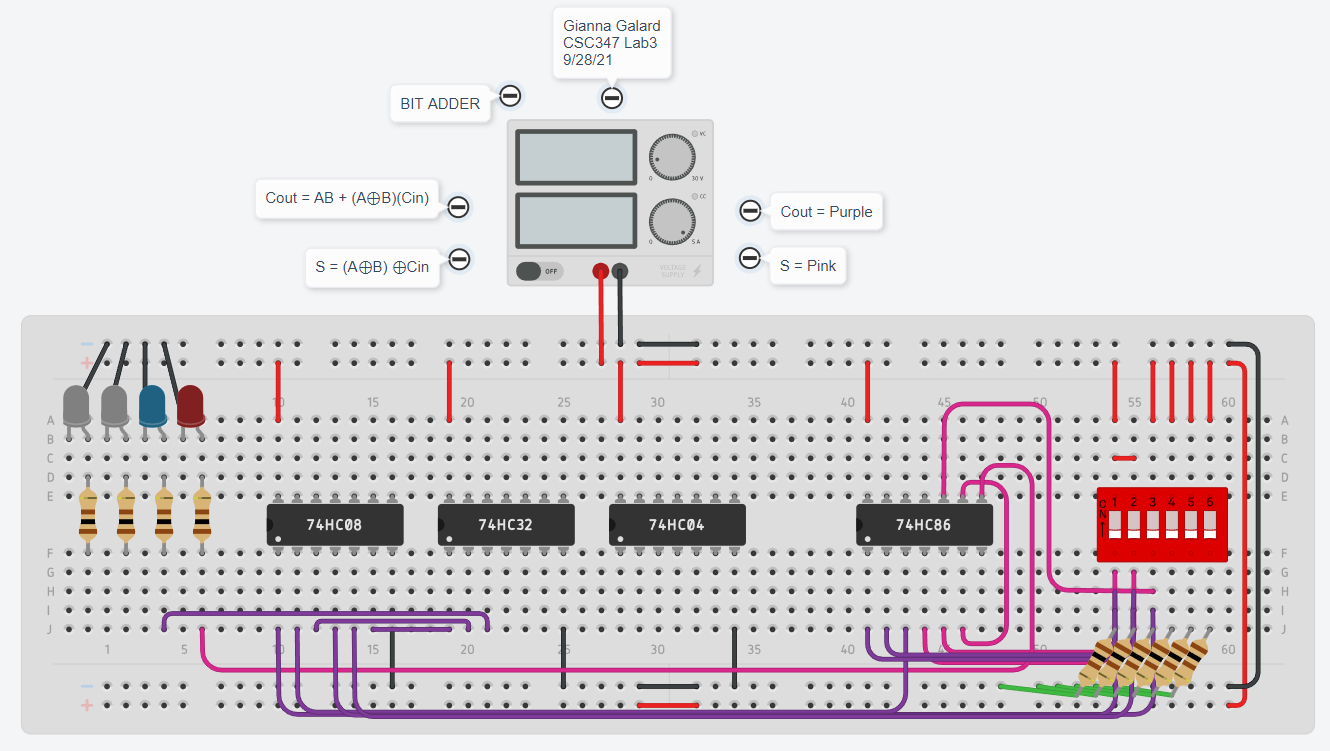 Gianna Galard
CSC347 Lab3
9/28/21
BIT ADDER
VC
0 30 V
Cout = AB + (A⊕B)(Cin)
CC
Cout = Purple
0 5 A
S = (A⊕B) ⊕Cin
OFF
VOLTAGE
SUPPLY
S = Pink
- +
10 15 20 25 30 35 40 45 50 55 60
A A
B B
C C
D D
E E
ON 1 2 3 4 5 6
74HC08 74HC32 74HC04 74HC86
F F
G G
H H
I I
J J
1 5 10 15 20 25 30 35 40 45 50 60
- +